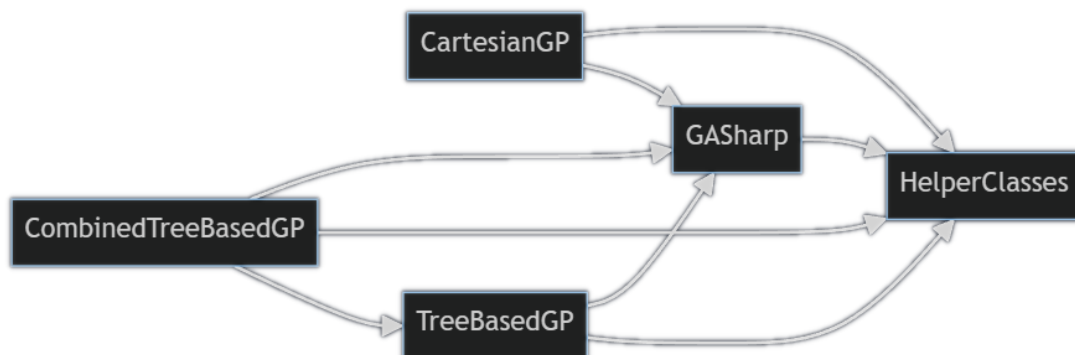 CartesianGP
GASharp
HelperClasses
CombinedTreeBasedGP
TreeBasedGP